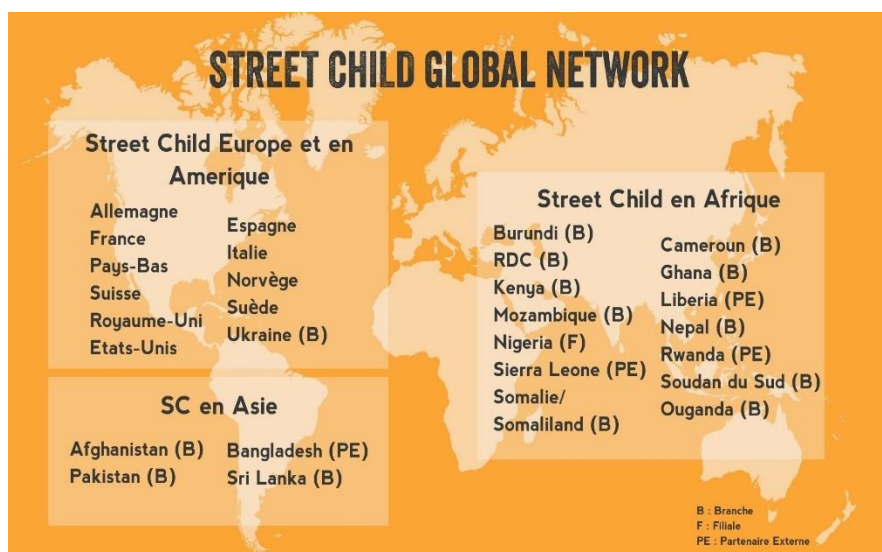 STREET CHILD GLOBAL NETWORK
Street Child Europe et en
Amerique
Allemagne
France
Pays-Bas
Suisse
Royaume-Uni
Etats-Unis
Espagne
Italie
Norvège
Suède
Ukraine (B)
SC en Asie
Afghanistan (B)
Pakistan (B)
Bangladesh (PE)
Sri Lanka (B)
Street Child en Afrique
Burundi (B)
RDC (B)
Kenya (B)
Mozambique (B)
Nigeria (F)
Sierra Leone (PE)
Somalie/
Somaliland (B)
Cameroun (B)
Ghana (B)
Liberia (PE)
Nepal (B)
Rwanda (PE)
Soudan du Sud (B)
Ouganda (B)
B : Branche
F : Filiale
PE : Partenaire Externe